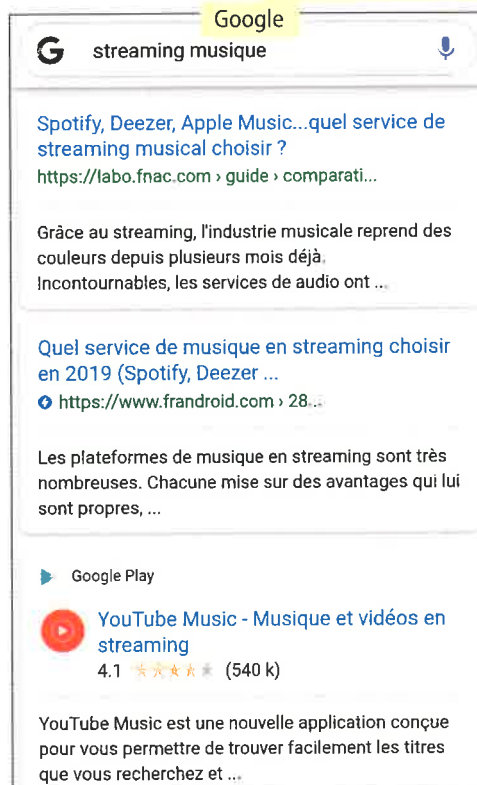 Google
streaming musique
Spotify, Deezer, Apple Music...quel service de
streaming musical choisir ?
https://labo.fnac.com › guide › comparati...
Grâce au streaming, l'industrie musicale reprend des
couleurs depuis plusieurs mois déjà.
Incontournables, les services de audio ont ...
Quel service de musique en streaming choisir
en 2019 (Spotify, Deezer ...
https://www.frandroid.com › 28...
Les plateformes de musique en streaming sont très
nombreuses. Chacune mise sur des avantages qui lui
sont propres, ...
Google Play
YouTube Music - Musique et vidéos en
streaming
4.1 ★★★★★ (540 k)
YouTube Music est une nouvelle application conçue
pour vous permettre de trouver facilement les titres
que vous recherchez et ...